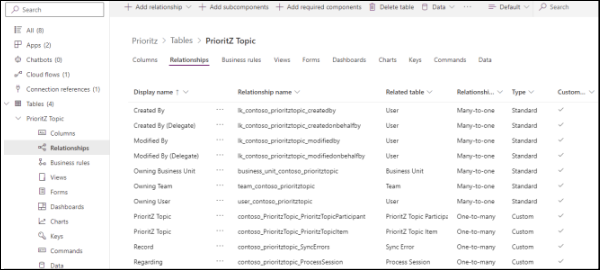 Search
All (8)
Apps (2)
Chatbots (0)
Cloud flows (1)
Connection references (1)
Tables (4)
PrioritZ Topic
Columns
Relationships
Business rules
Views
Forms
Dashboards
Charts
Keys
Commands
Data
+ Add relationship + Add subcomponents + Add required components Delete table Data ... Default Search
Prioritz > Tables > PrioritZ Topic
Columns Relationships Business rules Views Forms Dashboards Charts Keys Commands Data
Display name ↑ Relationship name Related table Relationshi... Type Custom...
Created By ... lk_contoso_prioritztopic_createdby User Many-to-one Standard ✓
Created By (Delegate) ... lk_contoso_prioritztopic_createdonbehalfby User Many-to-one Standard ✓
Modified By ... lk_contoso_prioritztopic_modifiedby User Many-to-one Standard ✓
Modified By (Delegate) ... lk_contoso_prioritztopic_modifiedonbehalfby User Many-to-one Standard ✓
Owning Business Unit ... business_unit_contoso_prioritztopic Business Unit Many-to-one Standard ✓
Owning Team ... team_contoso_prioritztopic Team Many-to-one Standard ✓
Owning User ... user_contoso_prioritztopic User Many-to-one Standard ✓
PrioritZ Topic ... contoso_PrioritzTopic_PrioritzTopicParticipant PrioritZ Topic Participa One-to-many Custom ✓
PrioritZ Topic ... contoso_PrioritzTopic_PrioritzTopicItem PrioritZ Topic Item One-to-many Custom ✓
Record ... contoso_prioritztopic_SyncErrors Sync Error One-to-many Custom ✓
Regarding ... contoso_prioritztopic_ProcessSession Process Session One-to-many Custom ✓